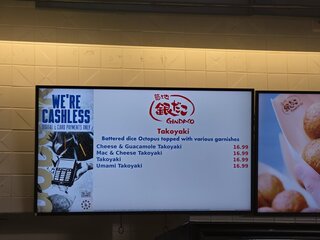 WE'RE
CASHLESS
築地
銀だこ
GINDACO
Takoyaki
Battered dice Octopus topped with various garnishes
Cheese & Guacamole Takoyaki 16.99
Mac & Cheese Takoyaki 16.99
Takoyaki 16.99
Umami Takoyaki 16.99